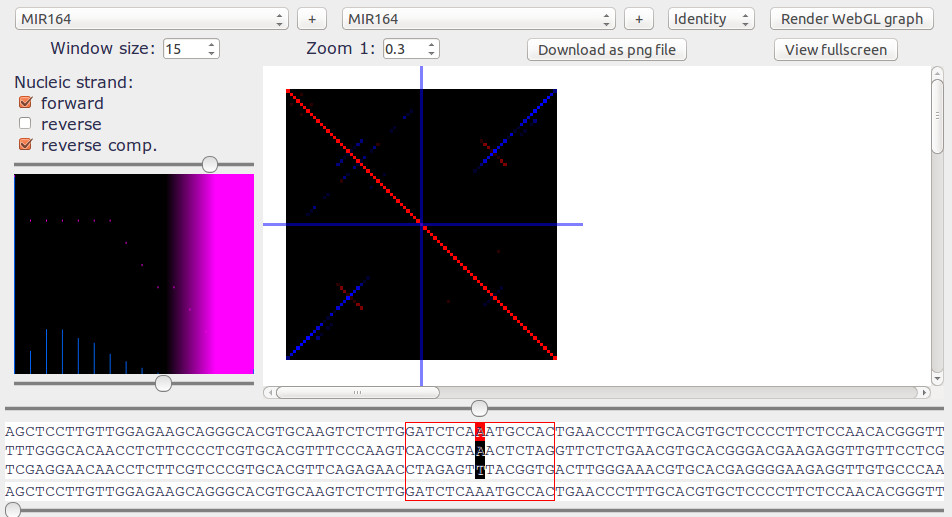 MIR164 + MIR164 + Identity Render WebGL graph
Window size: 15 Zoom 1: 0.3 Download as png file View fullscreen
Nucleic strand:
forward
reverse
reverse comp.
AGCTCCTTGTTGGAGAAGCAGGGCACGTGCAAGTCTCTTGGATCTCAAATGCCACTGAACCCTTTGCACGTGCTCCCCTTCTCCAACACGGGTT
TTTGGGCACAACCTCTTCCCCTCGTGCACGTTTCCCAAGTCACCGTAAACTCTAGGTTCTCTGAACGTGCACGGGACGAAGAGGTTGTTCCTCG
TCGAGGAACAACCTCTTCGTCCCGTGCACGTTCAGAGAACCTAGAGTTTACGGTGACTTGGGAAACGTGCACGAGGGGAAGAGGTTGTGCCCAA
AGCTCCTTGTTGGAGAAGCAGGGCACGTGCAAGTCTCTTGGATCTCAAATGCCACTGAACCCTTTGCACGTGCTCCCCTTCTCCAACACGGGTT